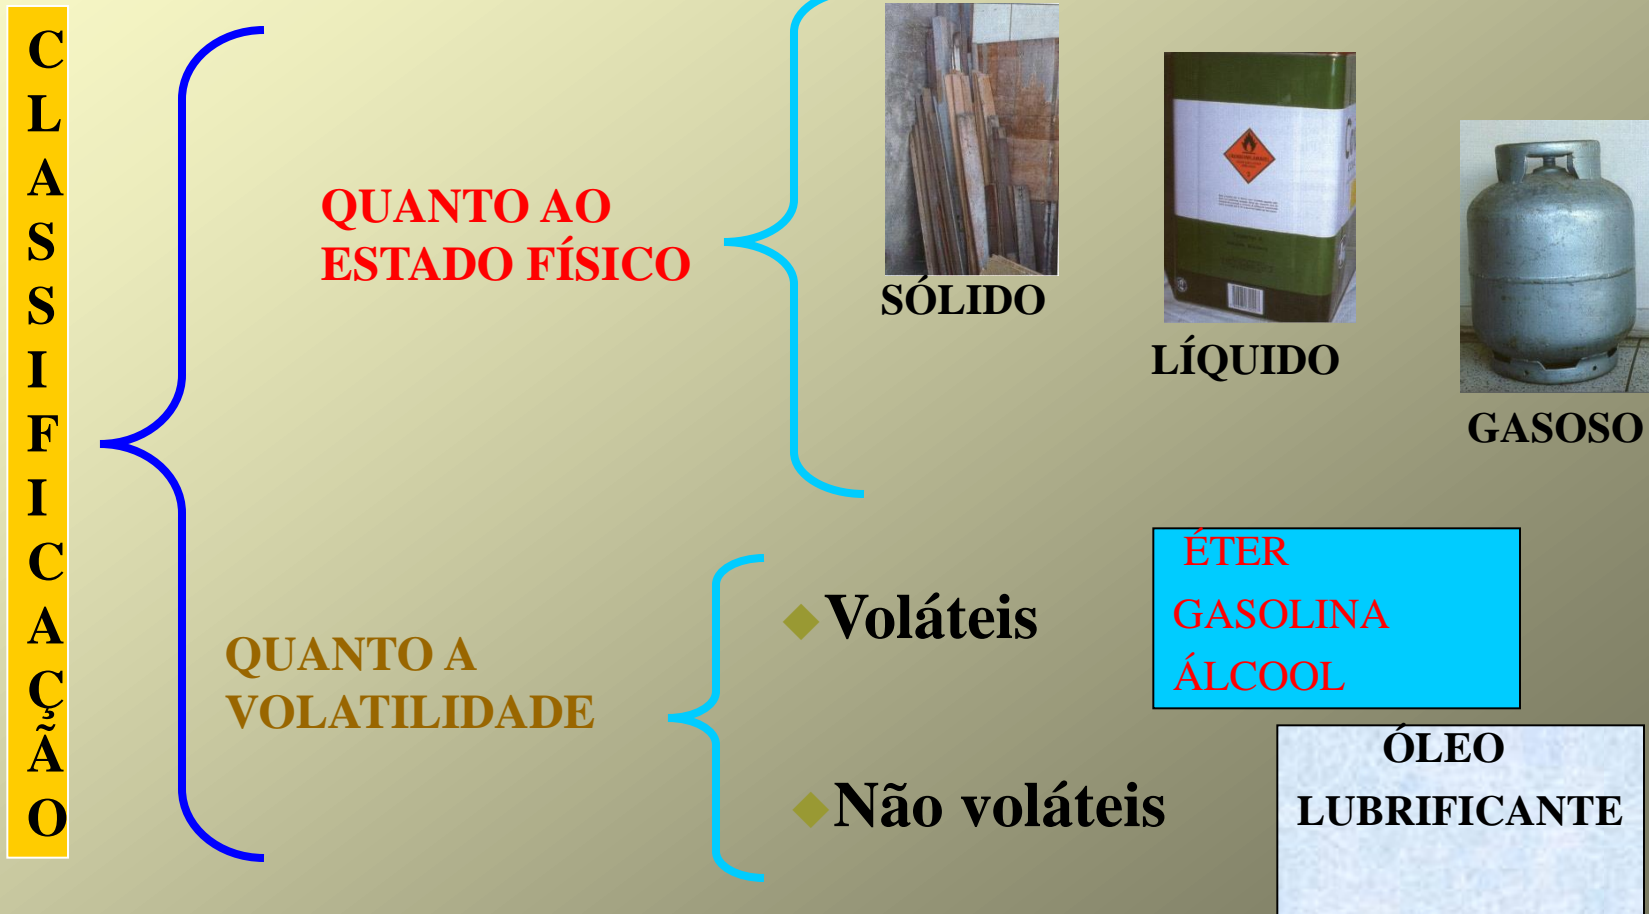 CLASSIFICAÇÃO
QUANTO AO
ESTADO FÍSICO
SÓLIDO
LÍQUIDO
GASOSO
QUANTO A
VOLATILIDADE
Voláteis
ÉTER
GASOLINA
ÁLCOOL
Não voláteis
ÓLEO
LUBRIFICANTE